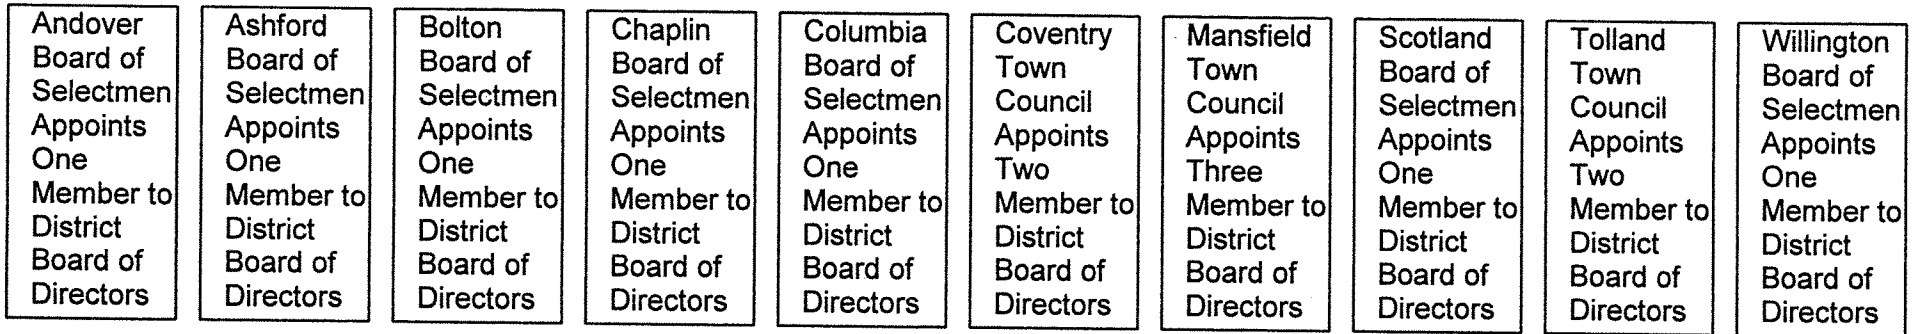 Andover
Board of
Selectmen
Appoints
One
Member to
District
Board of
Directors
Ashford
Board of
Selectmen
Appoints
One
Member to
District
Board of
Directors
Bolton
Board of
Selectmen
Appoints
One
Member to
District
Board of
Directors
Chaplin
Board of
Selectmen
Appoints
One
Member to
District
Board of
Directors
Columbia
Board of
Selectmen
Appoints
One
Member to
District
Board of
Directors
Coventry
Town
Council
Appoints
Two
Member to
District
Board of
Directors
Mansfield
Town
Council
Appoints
Three
Member to
District
Board of
Directors
Scotland
Board of
Selectmen
Appoints
One
Member to
District
Board of
Directors
Tolland
Town
Council
Appoints
Two
Member to
District
Board of
Directors
Willington
Board of
Selectmen
Appoints
One
Member to
District
Board of
Directors